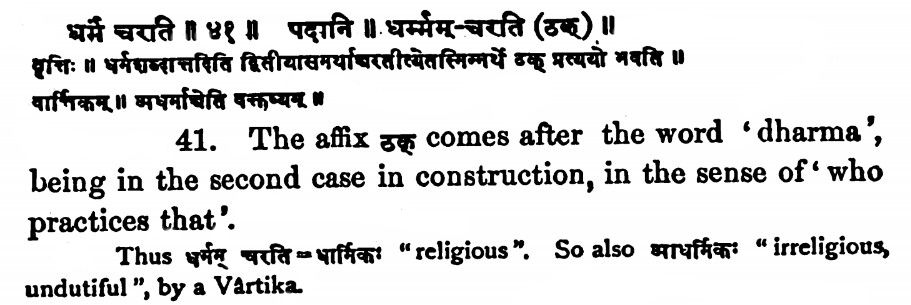 धर्मं चरति ॥ ४१ ॥ पदानि ॥ धर्म्मम्-चरति (ठक्) ॥
वृत्तिः ॥ धर्मशब्दात्तदिति द्वितीयासमर्थाच्चरतीत्येतस्मिन्नर्थे ठक् प्रत्ययो भवति ॥
वार्त्तिकम् ॥ अधर्माच्चेति वक्तव्यम् ॥
41. The affix ठक् comes after the word ‘dharma’,
being in the second case in construction, in the sense of ‘who
practices that’.
Thus धर्मम् चरति = धार्मिकः “religious”. So also आधर्मिकः “irreligious,
undutiful”, by a Vârtika.